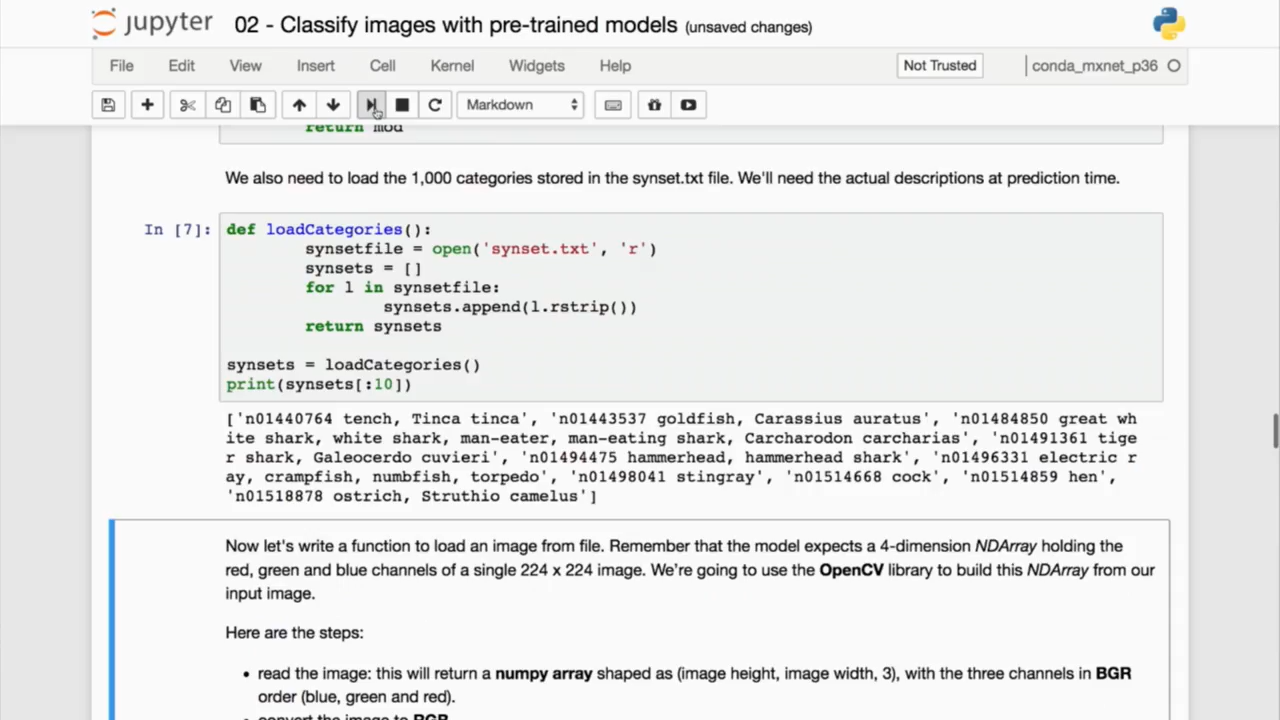 jupyter 02 - Classify images with pre-trained models (unsaved changes)
File Edit View Insert Cell Kernel Widgets Help Not Trusted conda_mxnet_p36
Markdown
return mod
We also need to load the 1,000 categories stored in the synset.txt file. We'll need the actual descriptions at prediction time.
In [7]: def loadCategories():
synsetfile = open('synset.txt', 'r')
synsets = []
for l in synsetfile:
synsets.append(l.rstrip())
return synsets
synsets = loadCategories()
print(synsets[:10])
['n01440764 tench, Tinca tinca', 'n01443537 goldfish, Carassius auratus', 'n01484850 great wh
ite shark, white shark, man-eater, man-eating shark, Carcharodon carcharias', 'n01491361 tige
r shark, Galeocerdo cuvieri', 'n01494475 hammerhead, hammerhead shark', 'n01496331 electric r
ay, crampfish, numbfish, torpedo', 'n01498041 stingray', 'n01514668 cock', 'n01514859 hen',
'n01518878 ostrich, Struthio camelus']
Now let's write a function to load an image from file. Remember that the model expects a 4-dimension NDArray holding the
red, green and blue channels of a single 224 x 224 image. We're going to use the OpenCV library to build this NDArray from our
input image.
Here are the steps:
• read the image: this will return a numpy array shaped as (image height, image width, 3), with the three channels in BGR
order (blue, green and red).
• convert the image to RGB